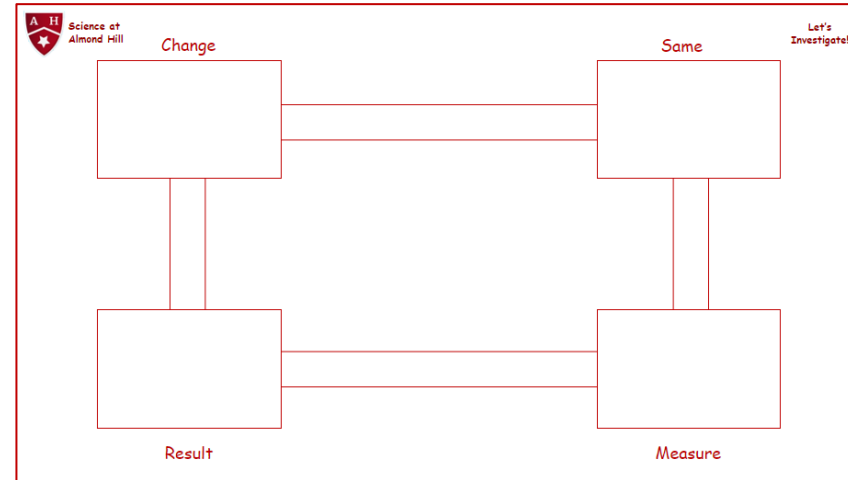 A H
Science at
Almond Hill
Let's
Investigate!
Change
Same
Result
Measure